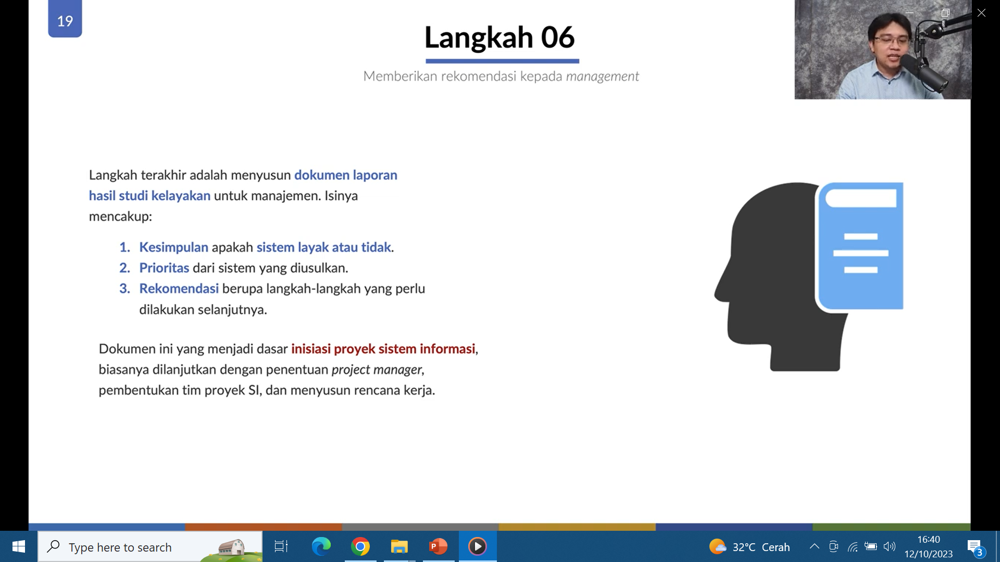 19
Langkah 06
Memberikan rekomendasi kepada management
Langkah terakhir adalah menyusun dokumen laporan
hasil studi kelayakan untuk manajemen. Isinya
mencakup:
1. Kesimpulan apakah sistem layak atau tidak.
2. Prioritas dari sistem yang diusulkan.
3. Rekomendasi berupa langkah-langkah yang perlu
dilakukan selanjutnya.
Dokumen ini yang menjadi dasar inisiasi proyek sistem informasi,
biasanya dilanjutkan dengan penentuan project manager,
pembentukan tim proyek SI, dan menyusun rencana kerja.
Type here to search
P
32°C Cerah
16:40
12/10/2023
3